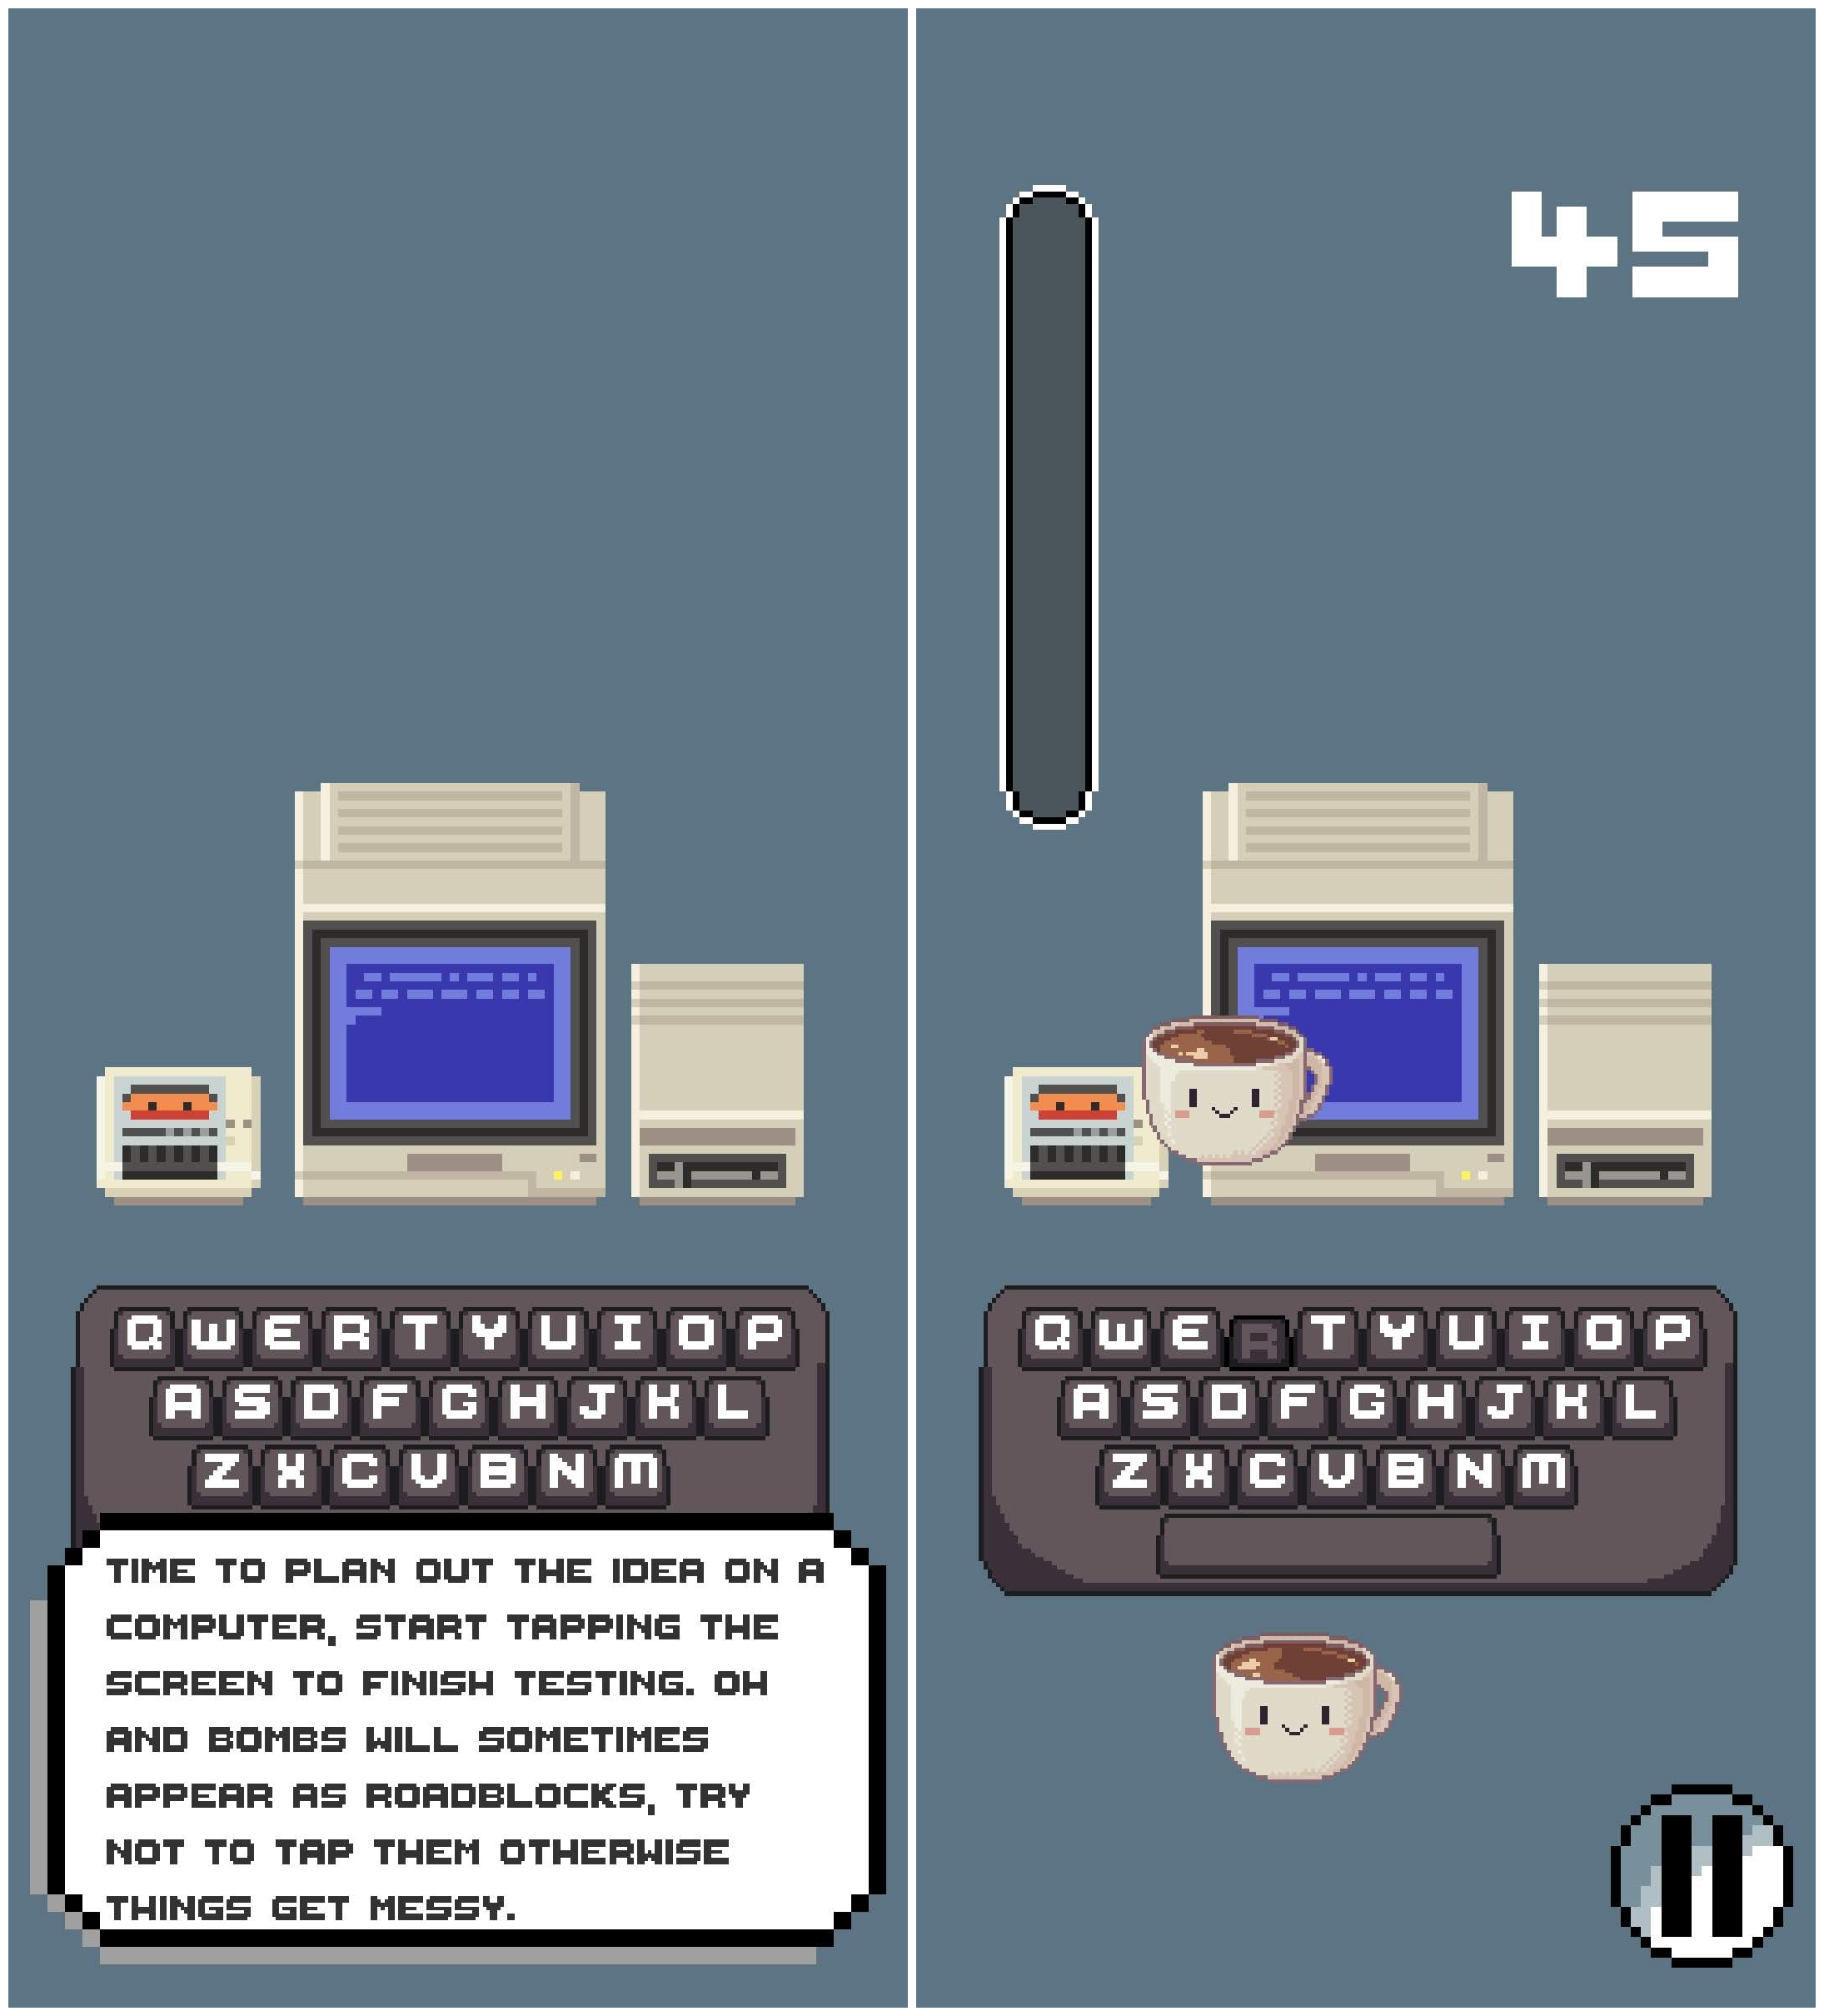 QWERTYUIOP
ASDFGHJKL
ZXCVBNM
TIME TO PLAN OUT THE IDEA ON A
COMPUTER, START TAPPING THE
SCREEN TO FINISH TESTING. OH
AND BOMBS WILL SOMETIMES
APPEAR AS ROADBLOCKS, TRY
NOT TO TAP THEM OTHERWISE
THINGS GET MESSY.
45
QWERTYUIOP
ASDFGHJKL
ZXCVBNM